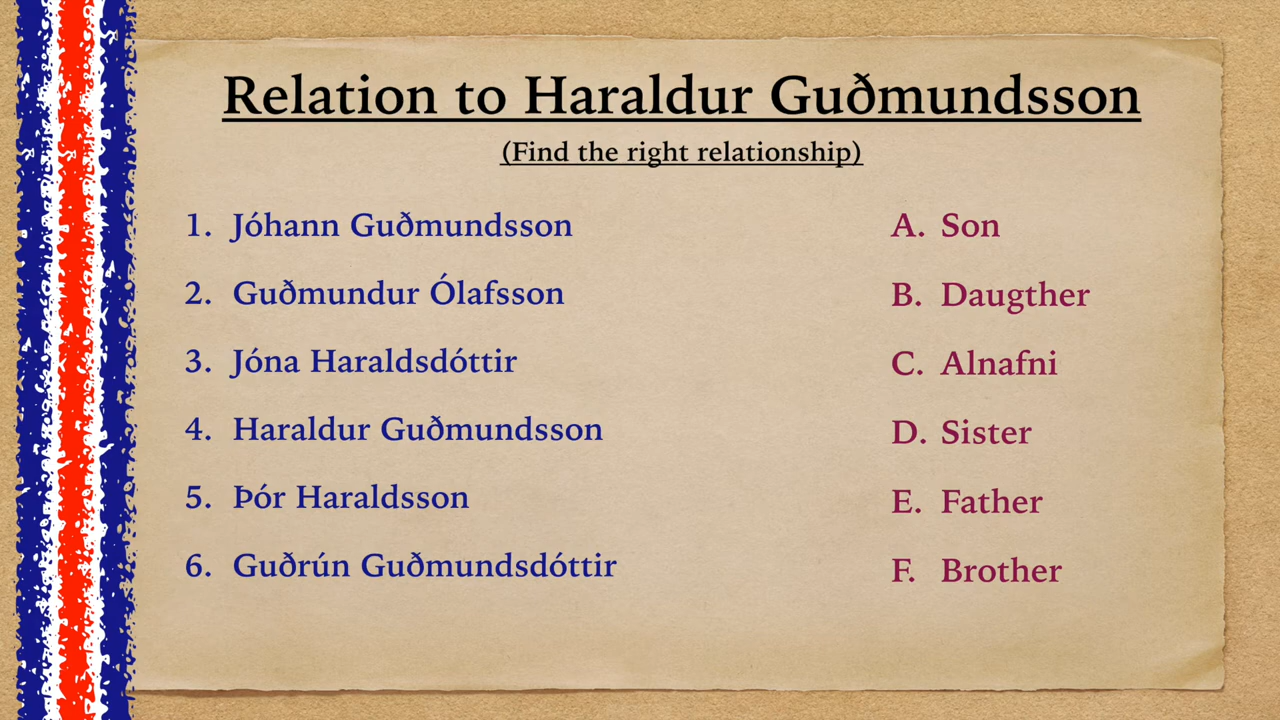 Relation to Haraldur Guðmundsson
(Find the right relationship)
1. Jóhann Guðmundsson
2. Guðmundur Ólafsson
3. Jóna Haraldsdóttir
4. Haraldur Guðmundsson
5. Þór Haraldsson
6. Guðrún Guðmundsdóttir
A. Son
B. Daugther
C. Alnafni
D. Sister
E. Father
F. Brother